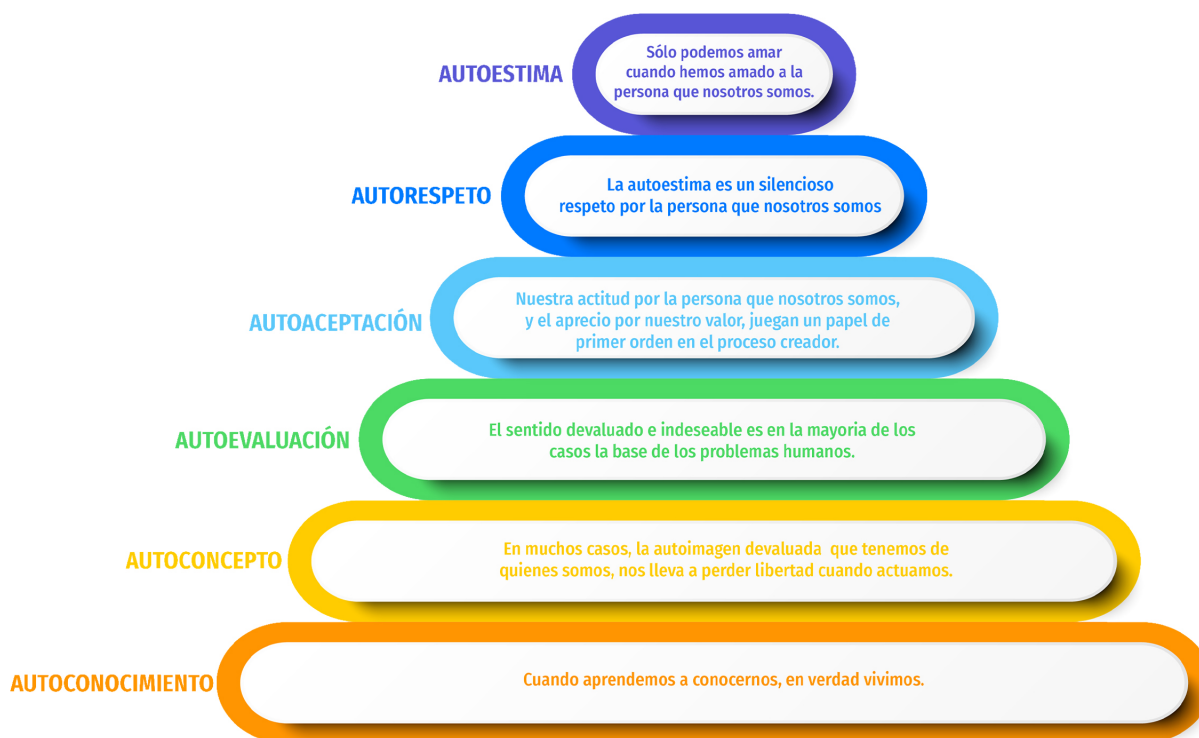 AUTOESTIMA
Sólo podemos amar
cuando hemos amado a la
persona que nosotros somos.
AUTORESPETO
La autoestima es un silencioso
respeto por la persona que nosotros somos
AUTOACEPTACIÓN
Nuestra actitud por la persona que nosotros somos,
y el aprecio por nuestro valor, juegan un papel de
primer orden en el proceso creador.
AUTOEVALUACIÓN
El sentido devaluado e indeseable es en la mayoria de los
casos la base de los problemas humanos.
AUTOCONCEPTO
En muchos casos, la autoimagen devaluada que tenemos de
quienes somos, nos lleva a perder libertad cuando actuamos.
AUTOCONOCIMIENTO
Cuando aprendemos a conocernos, en verdad vivimos.